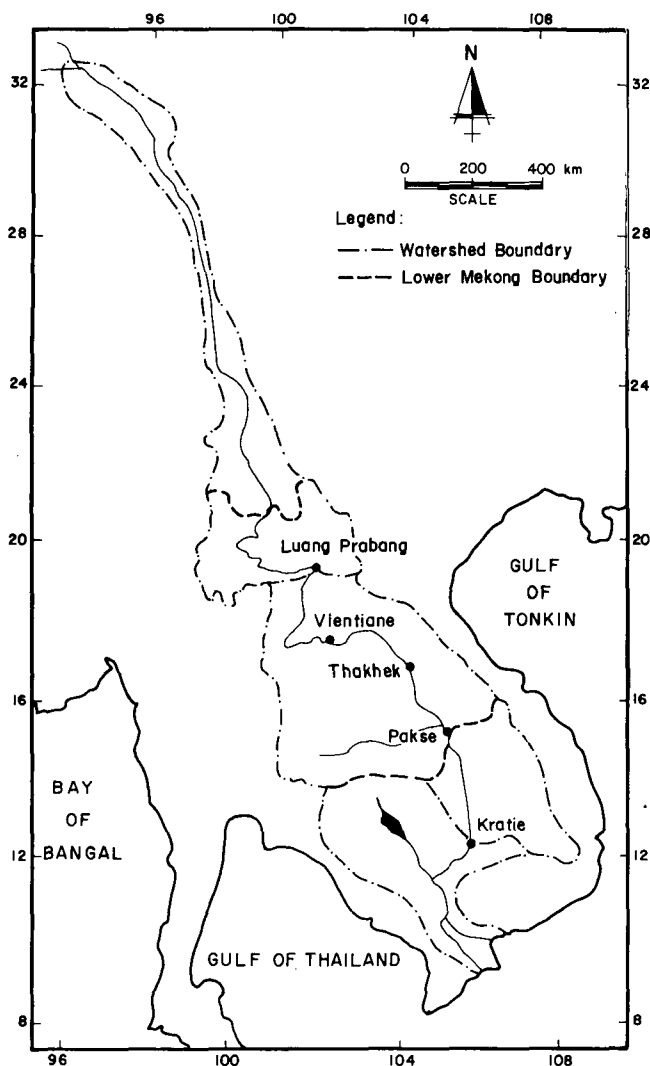 96 100 104 108
N
32 32
0 200 400 km
SCALE
Legend:
Watershed Boundary
Lower Mekong Boundary
28 28
24 24
20 20
Luang Prabang
GULF
OF
TONKIN
Vientiane
Thakhek
16 16
Pakse
BAY
OF
BANGAL
Kratie
12 12
GULF OF THAILAND
8 8
96 100 104 108